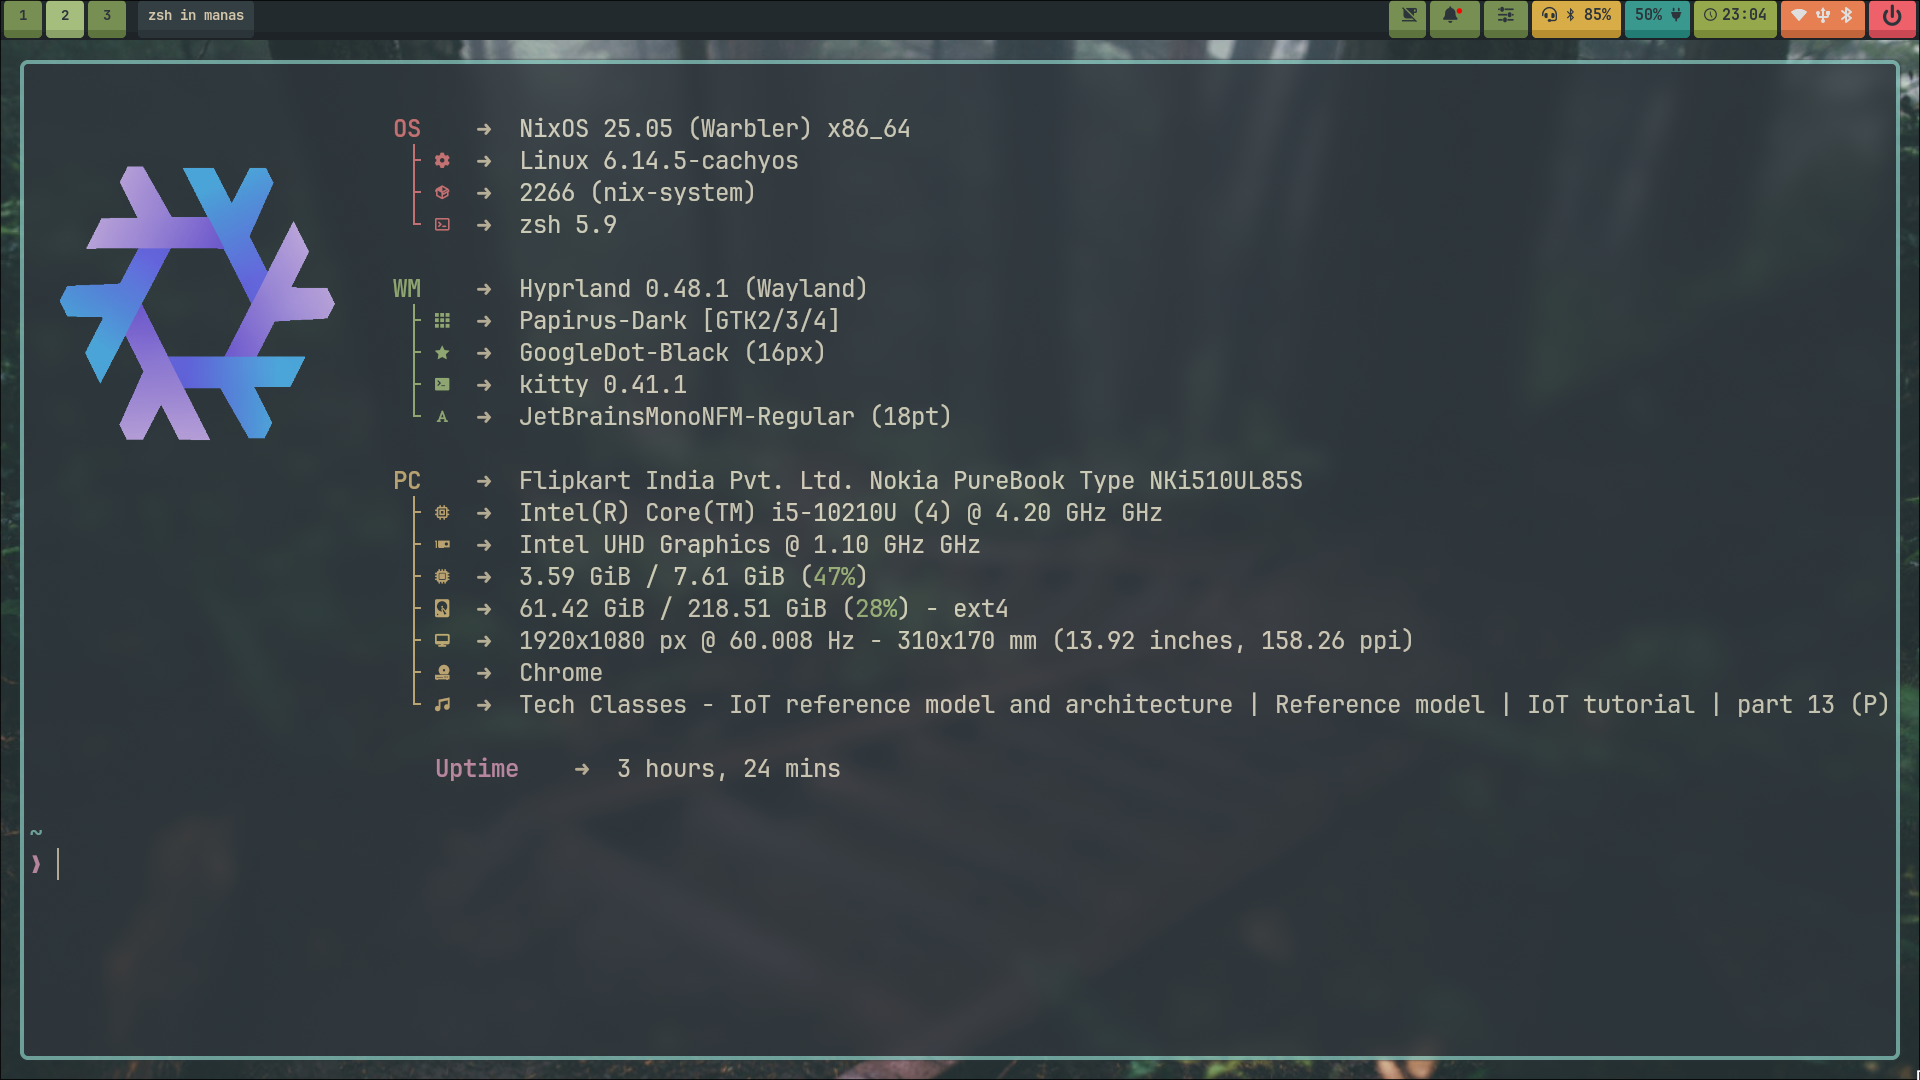 1 2 3 zsh in manas 85% 50% 23:04
OS ➜ NixOS 25.05 (Warbler) x86_64
➜ Linux 6.14.5-cachyos
➜ 2266 (nix-system)
➜ zsh 5.9
WM ➜ Hyprland 0.48.1 (Wayland)
➜ Papirus-Dark [GTK2/3/4]
➜ GoogleDot-Black (16px)
➜ kitty 0.41.1
➜ JetBrainsMonoNFM-Regular (18pt)
PC ➜ Flipkart India Pvt. Ltd. Nokia PureBook Type NKi510UL85S
➜ Intel(R) Core(TM) i5-10210U (4) @ 4.20 GHz GHz
➜ Intel UHD Graphics @ 1.10 GHz GHz
➜ 3.59 GiB / 7.61 GiB (47%)
➜ 61.42 GiB / 218.51 GiB (28%) - ext4
➜ 1920x1080 px @ 60.008 Hz - 310x170 mm (13.92 inches, 158.26 ppi)
➜ Chrome
➜ Tech Classes - IoT reference model and architecture | Reference model | IoT tutorial | part 13 (P)
Uptime ➜ 3 hours, 24 mins
~
❯